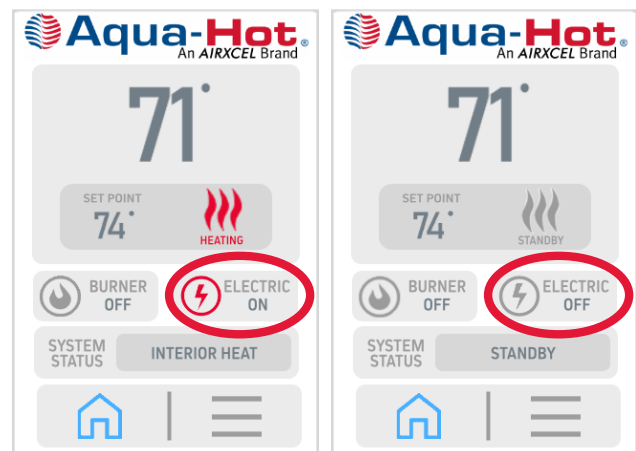 Aqua-Hot®
An AIRXCEL Brand
71°
SET POINT
74°
HEATING
BURNER
OFF
ELECTRIC
ON
SYSTEM
STATUS
INTERIOR HEAT
Aqua-Hot®
An AIRXCEL Brand
71°
SET POINT
74°
STANDBY
BURNER
OFF
ELECTRIC
OFF
SYSTEM
STATUS
STANDBY